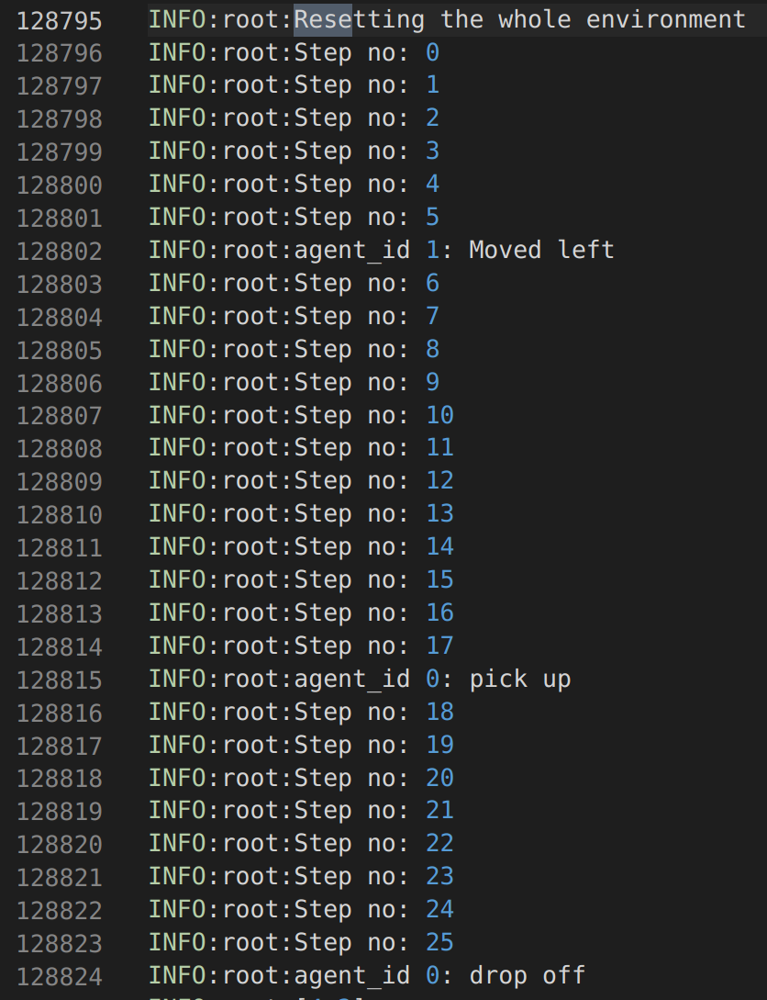 128795 INFO:root:Resetting the whole environment
128796 INFO:root:Step no: 0
128797 INFO:root:Step no: 1
128798 INFO:root:Step no: 2
128799 INFO:root:Step no: 3
128800 INFO:root:Step no: 4
128801 INFO:root:Step no: 5
128802 INFO:root:agent_id 1: Moved left
128803 INFO:root:Step no: 6
128804 INFO:root:Step no: 7
128805 INFO:root:Step no: 8
128806 INFO:root:Step no: 9
128807 INFO:root:Step no: 10
128808 INFO:root:Step no: 11
128809 INFO:root:Step no: 12
128810 INFO:root:Step no: 13
128811 INFO:root:Step no: 14
128812 INFO:root:Step no: 15
128813 INFO:root:Step no: 16
128814 INFO:root:Step no: 17
128815 INFO:root:agent_id 0: pick up
128816 INFO:root:Step no: 18
128817 INFO:root:Step no: 19
128818 INFO:root:Step no: 20
128819 INFO:root:Step no: 21
128820 INFO:root:Step no: 22
128821 INFO:root:Step no: 23
128822 INFO:root:Step no: 24
128823 INFO:root:Step no: 25
128824 INFO:root:agent_id 0: drop off